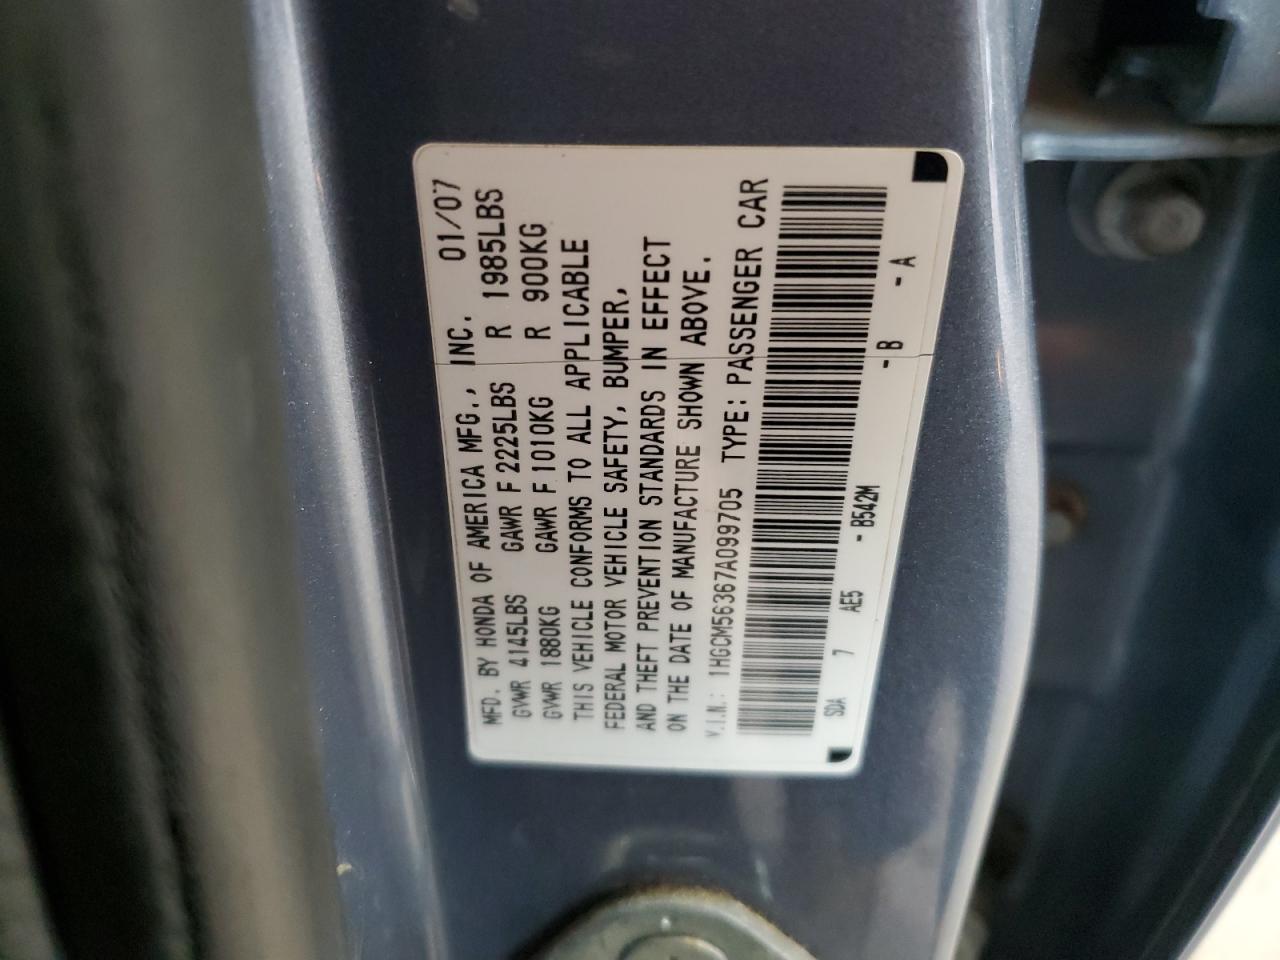 MFD. BY HONDA OF AMERICA MFG., INC. 01/07
GVWR 4145LBS GAWR F 2225LBS R 1985LBS
GVWR 1880KG GAWR F 1010KG R 900KG
THIS VEHICLE CONFORMS TO ALL APPLICABLE
FEDERAL MOTOR VEHICLE SAFETY, BUMPER,
AND THEFT PREVENTION STANDARDS IN EFFECT
ON THE DATE OF MANUFACTURE SHOWN ABOVE.
V.I.N.: 1HGCM56367A099705 TYPE: PASSENGER CAR
SDA 7 AE5 - B542M - B - A